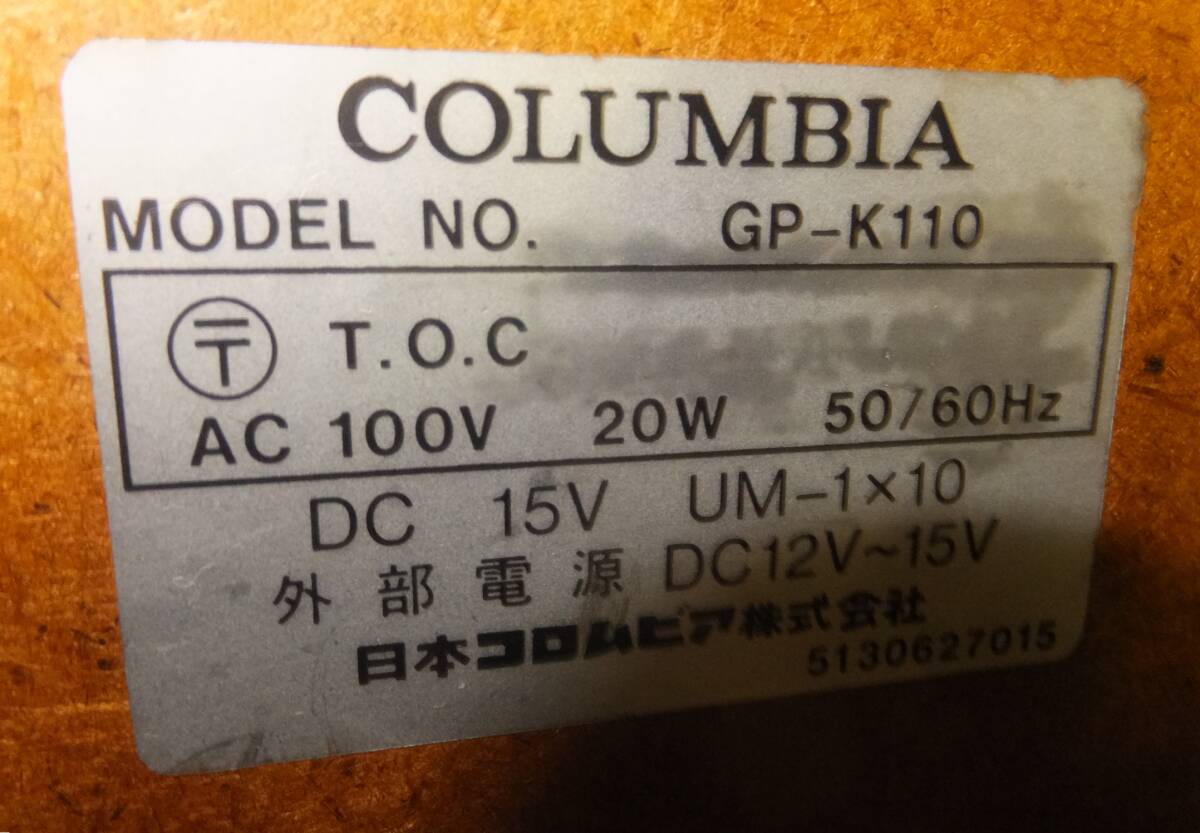 COLUMBIA
MODEL NO. GP-K110
〒 T.O.C
AC 100V 20W 50/60Hz
DC 15V UM-1×10
外部電源 DC12V~15V
日本コロムビア株式会社
5130627015